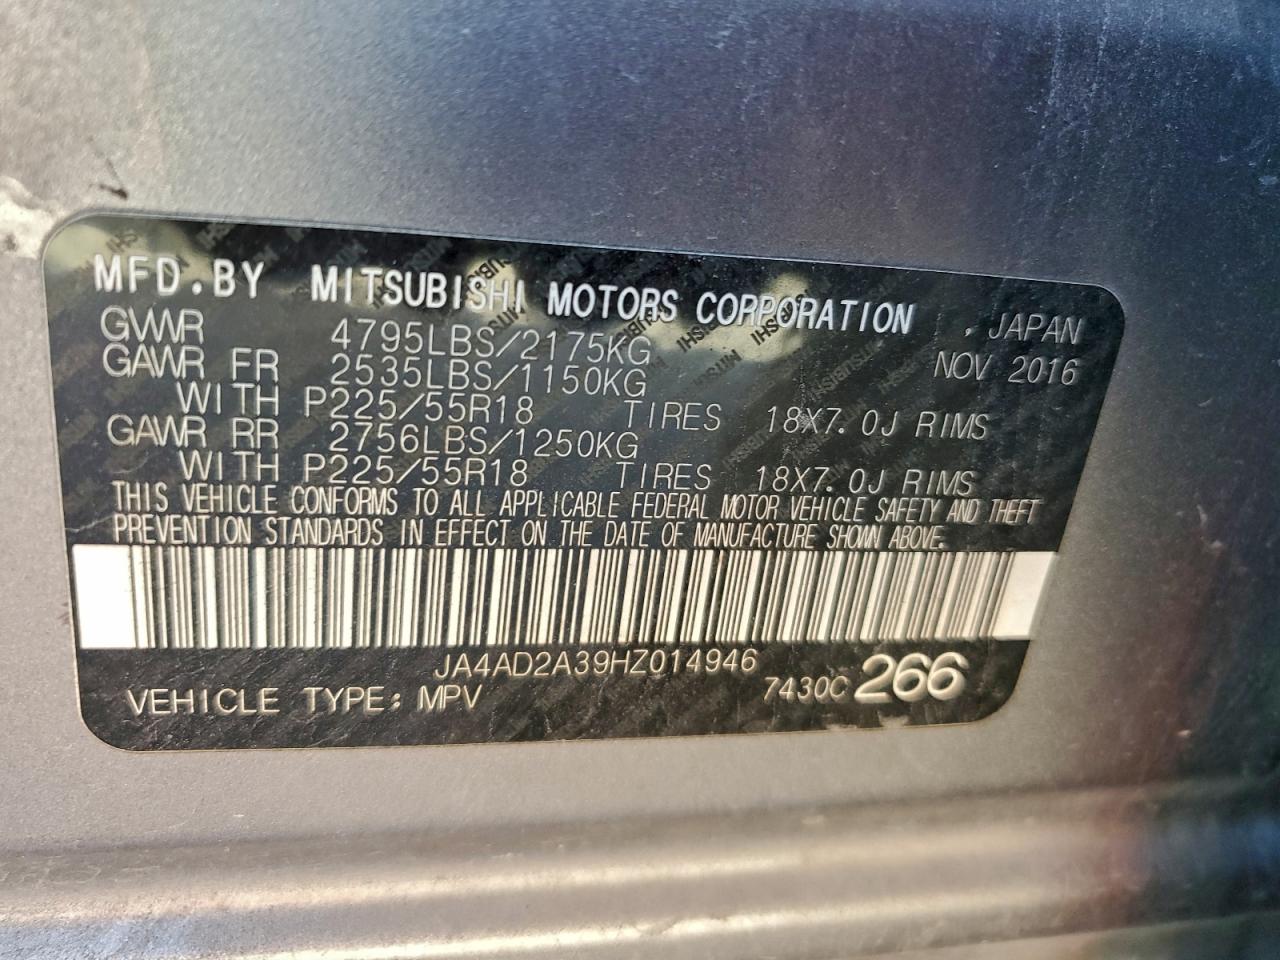 MFD.BY MITSUBISHI MOTORS CORPORATION , JAPAN
GVWR 4795LBS/2175KG NOV 2016
GAWR FR 2535LBS/1150KG
WITH P225/55R18 TIRES 18X7.0J RIMS
GAWR RR 2756LBS/1250KG
WITH P225/55R18 TIRES 18X7.0J RIMS
THIS VEHICLE CONFORMS TO ALL APPLICABLE FEDERAL MOTOR VEHICLE SAFETY AND THEFT
PREVENTION STANDARDS IN EFFECT ON THE DATE OF MANUFACTURE SHOWN ABOVE.
JA4AD2A39HZ014946
VEHICLE TYPE: MPV 7430C 266